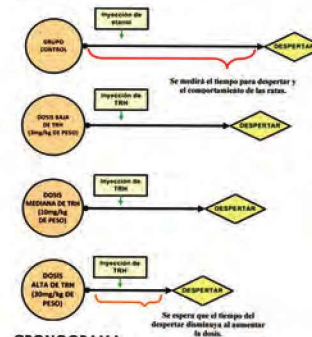 Inyección de
etanol
GRUPO
CONTROL
DESPERTAR
Se medirá el tiempo para despertar y
el comportamiento de las ratas.
Inyección de
TRH
DOSIS BAJA
DE TRH
(3mg/kg
DE PESO)
DESPERTAR
Inyección de
TRH
DOSIS
MEDIANA DE TRH
(10mg/kg
DE PESO)
DESPERTAR
Inyección de
TRH
DOSIS
ALTA DE TRH
(30mg/kg DE
PESO)
DESPERTAR
Se espera que el tiempo del
despertar disminuya al aumentar
la dosis.
CRONOGRAMA